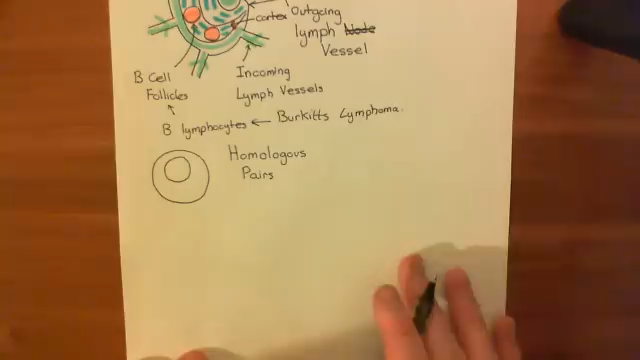 cortex
Outgoing
lymph Node
Vessel
B Cell
Follicles
Incoming
Lymph Vessels
B lymphocytes ← Burkitts Lymphoma.
Homologous
Pairs